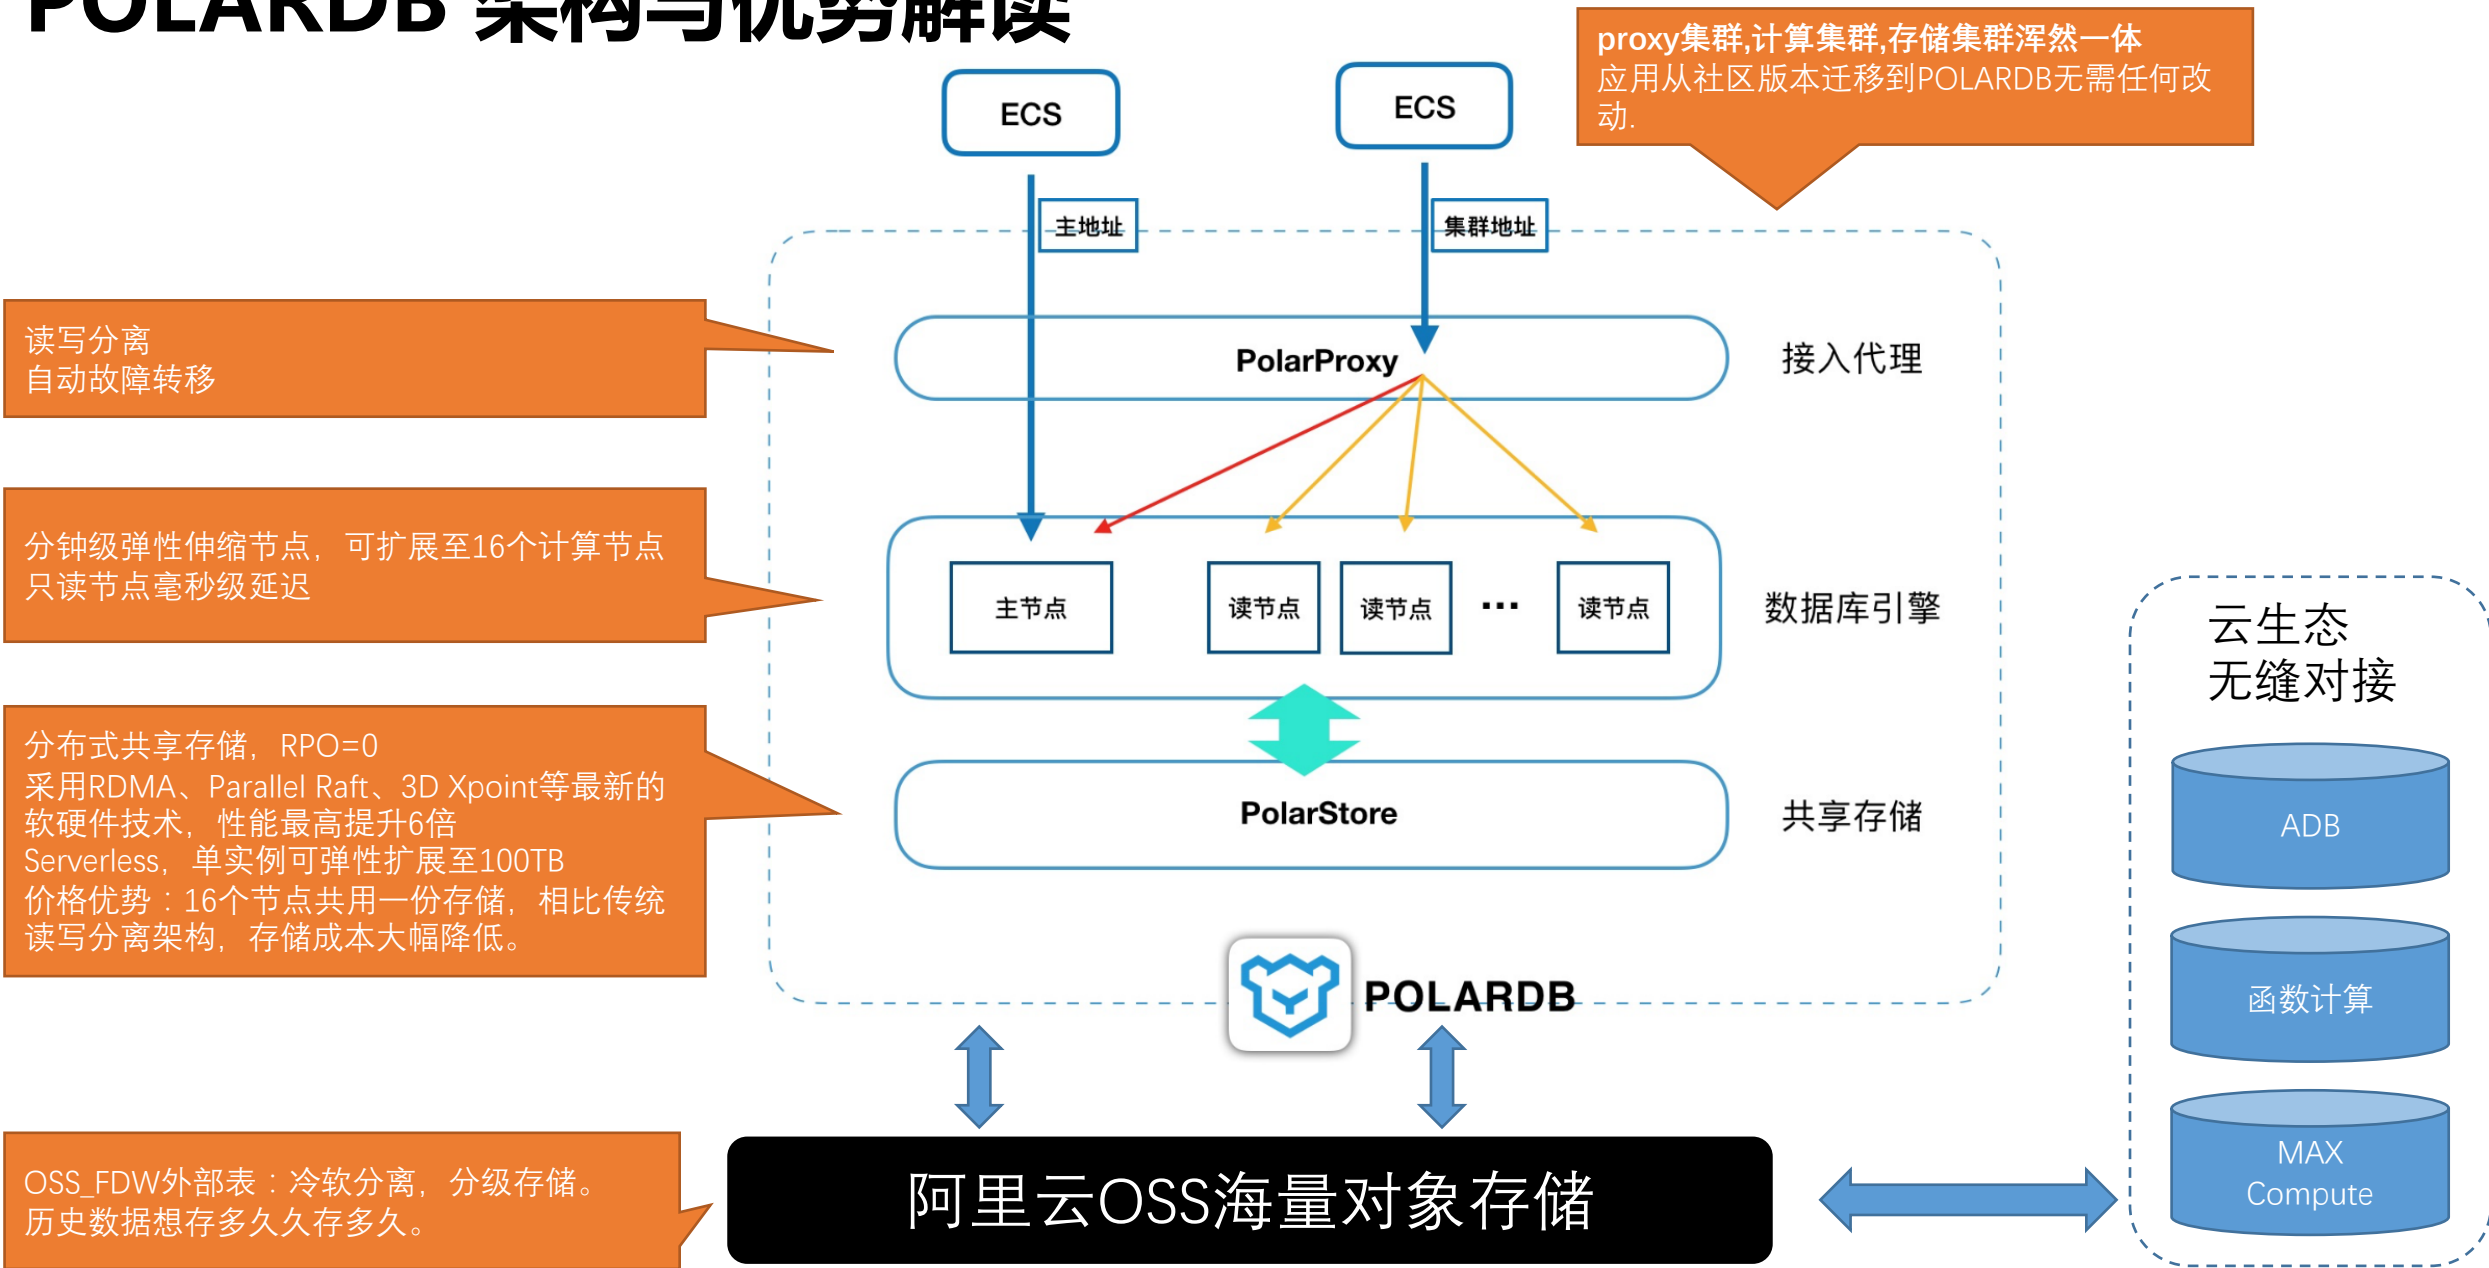 POLARDB 架构与优势解读
proxy集群,计算集群,存储集群浑然一体
应用从社区版本迁移到POLARDB无需任何改
动.
ECS
ECS
主地址
集群地址
读写分离
自动故障转移
PolarProxy
接入代理
分钟级弹性伸缩节点，可扩展至16个计算节点
只读节点毫秒级延迟
主节点
读节点
读节点
...
读节点
数据库引擎
云生态
无缝对接
分布式共享存储，RPO=0
采用RDMA、Parallel Raft、3D Xpoint等最新的
软硬件技术，性能最高提升6倍
Serverless，单实例可弹性扩展至100TB
价格优势：16个节点共用一份存储，相比传统
读写分离架构，存储成本大幅降低。
PolarStore
共享存储
ADB
函数计算
MAX
Compute
POLARDB
OSS_FDW外部表：冷软分离，分级存储。
历史数据想存多久久存多久。
阿里云OSS海量对象存储